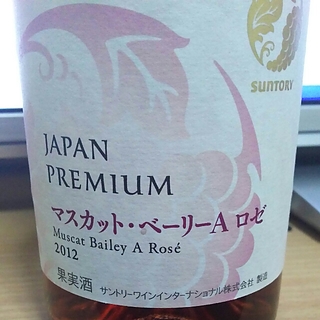 SUNTORY
JAPAN
PREMIUM
マスカット・ベーリーA ロゼ
Muscat Bailey A Rosé
2012
果実酒 サントリーワインインターナショナル株式会社 製造